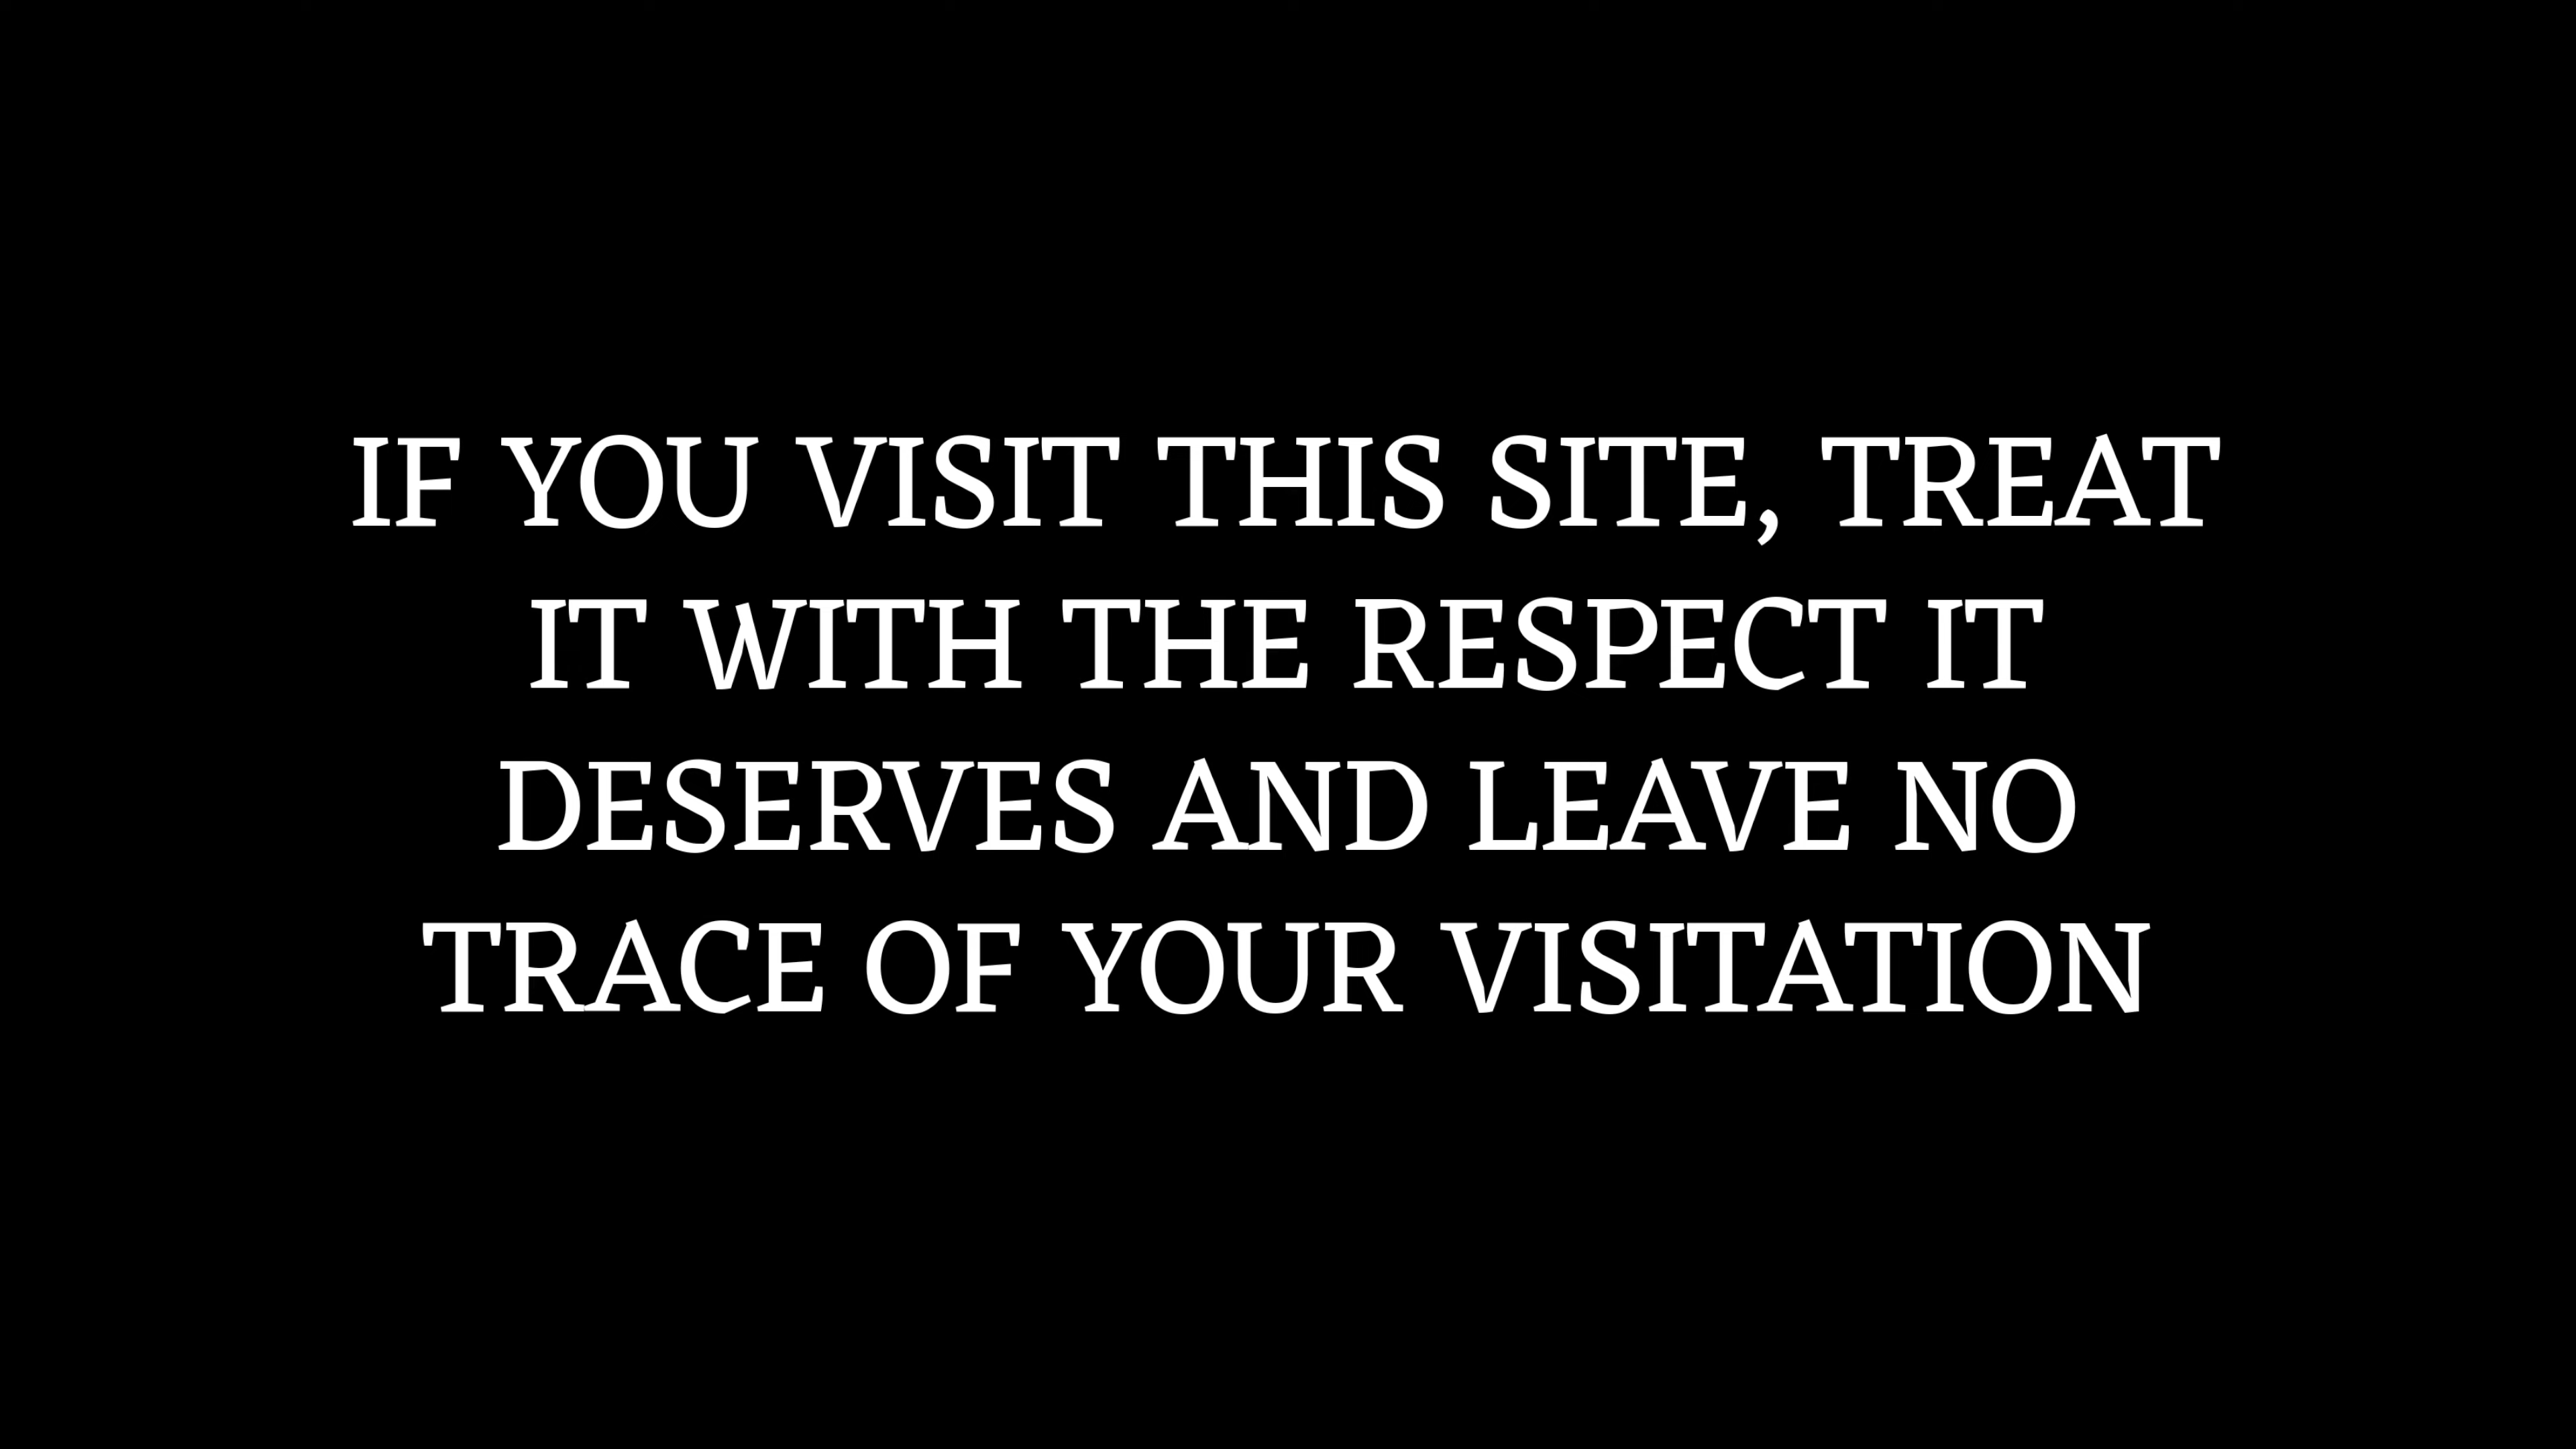 IF YOU VISIT THIS SITE, TREAT
IT WITH THE RESPECT IT
DESERVES AND LEAVE NO
TRACE OF YOUR VISITATION